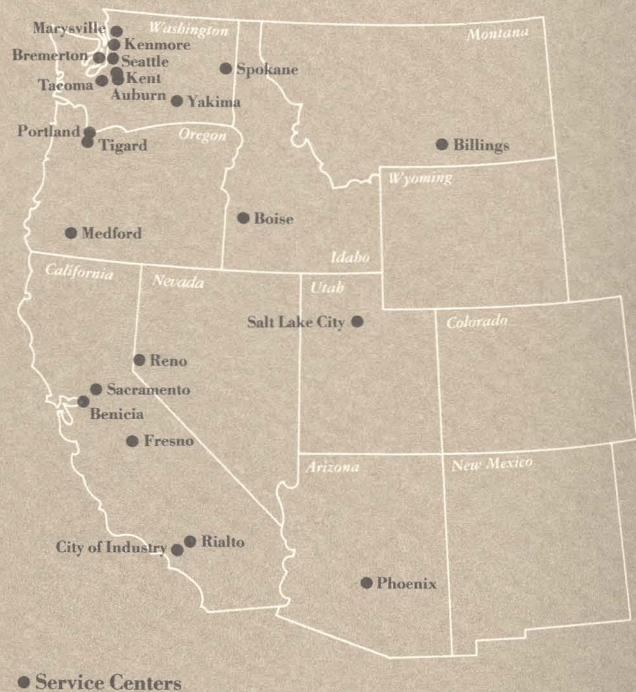 Marysville
Washington
Montana
Kenmore
Bremerton
Seattle
Spokane
Tacoma
Kent
Auburn
Yakima
Portland
Oregon
Tigard
Billings
Wyoming
Medford
Boise
Idaho
California
Nevada
Utah
Salt Lake City
Colorado
Reno
Sacramento
Benicia
Fresno
Arizona
New Mexico
City of Industry
Rialto
Phoenix
Service Centers